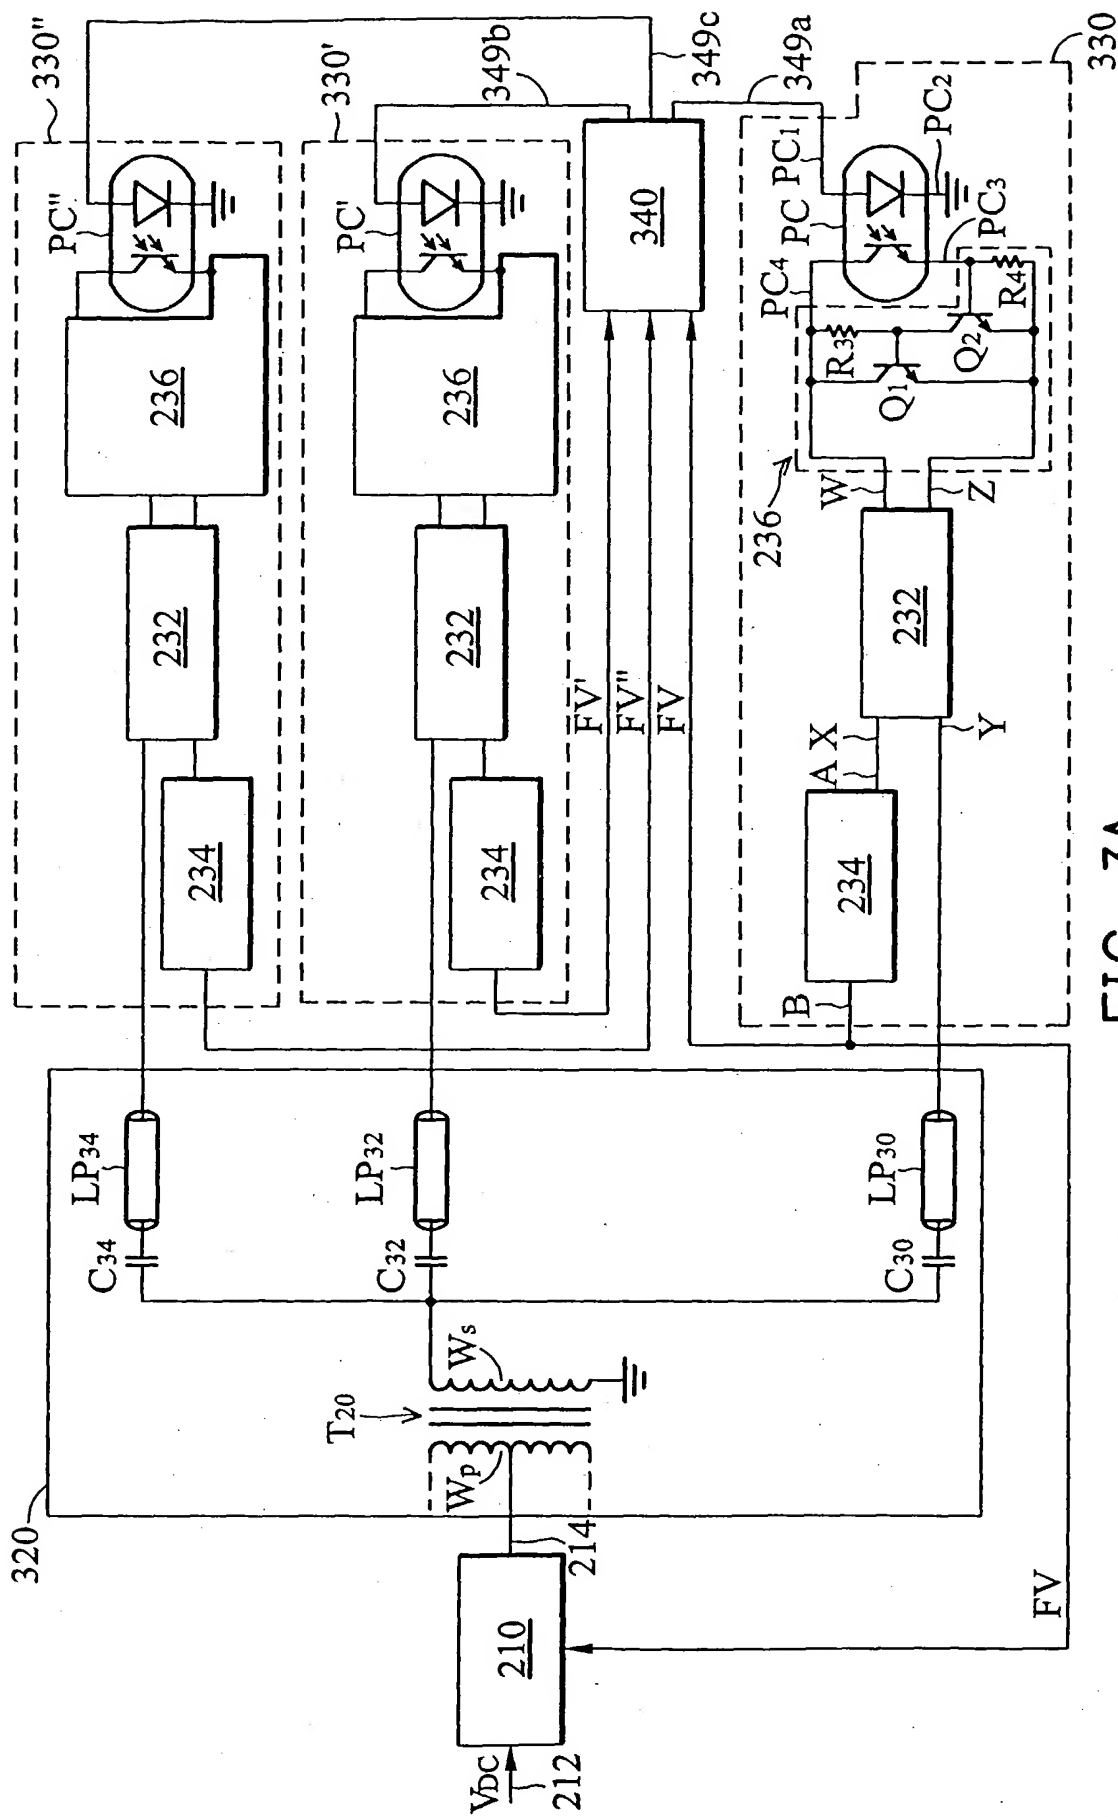 320
VDC
212
210
214
FV
T20
Wp
Ws
C34
LP34
C32
LP32
C30
LP30
330"
234
232
236
PC"
330'
234
232
236
PC'
349b
349c
349a
FV'
FV"
FV
340
B
234
A X
Y
232
W
Z
236
Q1
R3
Q2
R4
PC4
PC
PC1
PC2
PC3
330
FIG. 3A